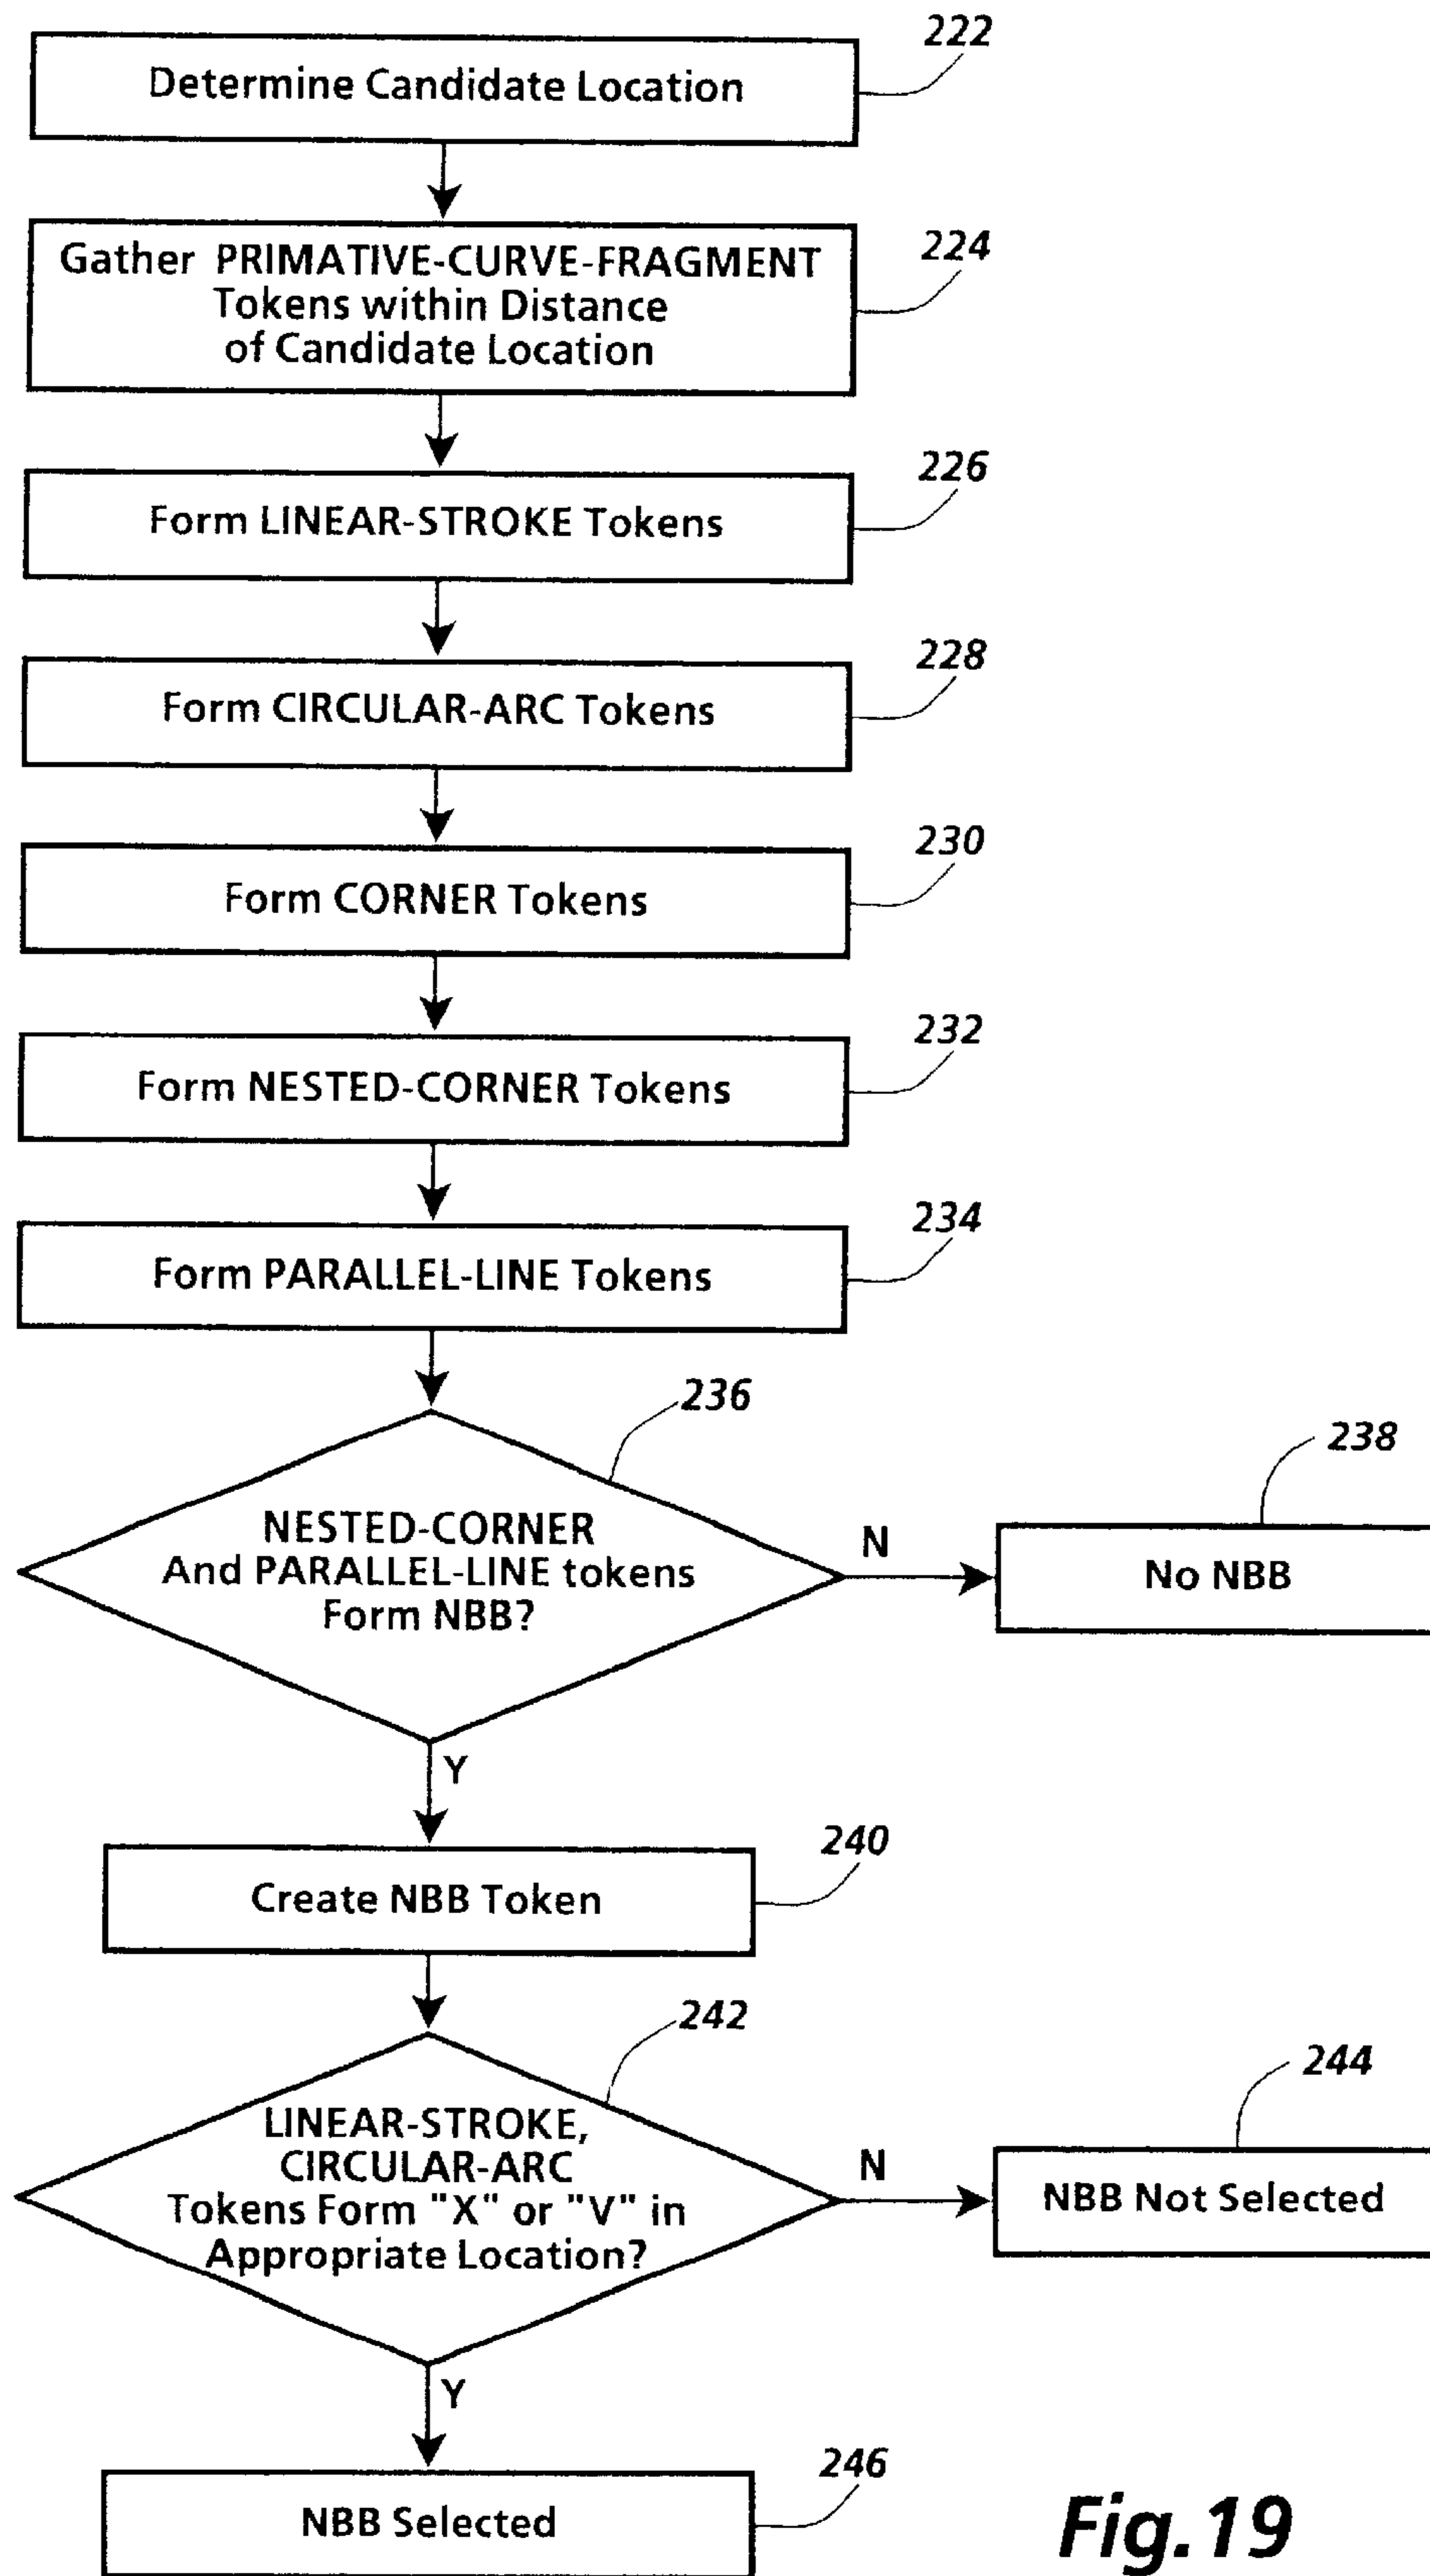 222
Determine Candidate Location
224
Gather PRIMATIVE-CURVE-FRAGMENT
Tokens within Distance
of Candidate Location
226
Form LINEAR-STROKE Tokens
228
Form CIRCULAR-ARC Tokens
230
Form CORNER Tokens
232
Form NESTED-CORNER Tokens
234
Form PARALLEL-LINE Tokens
236
NESTED-CORNER
And PARALLEL-LINE tokens
Form NBB?
N
238
No NBB
Y
240
Create NBB Token
242
LINEAR-STROKE,
CIRCULAR-ARC
Tokens Form "X" or "V" in
Appropriate Location?
N
244
NBB Not Selected
Y
246
NBB Selected
Fig.19